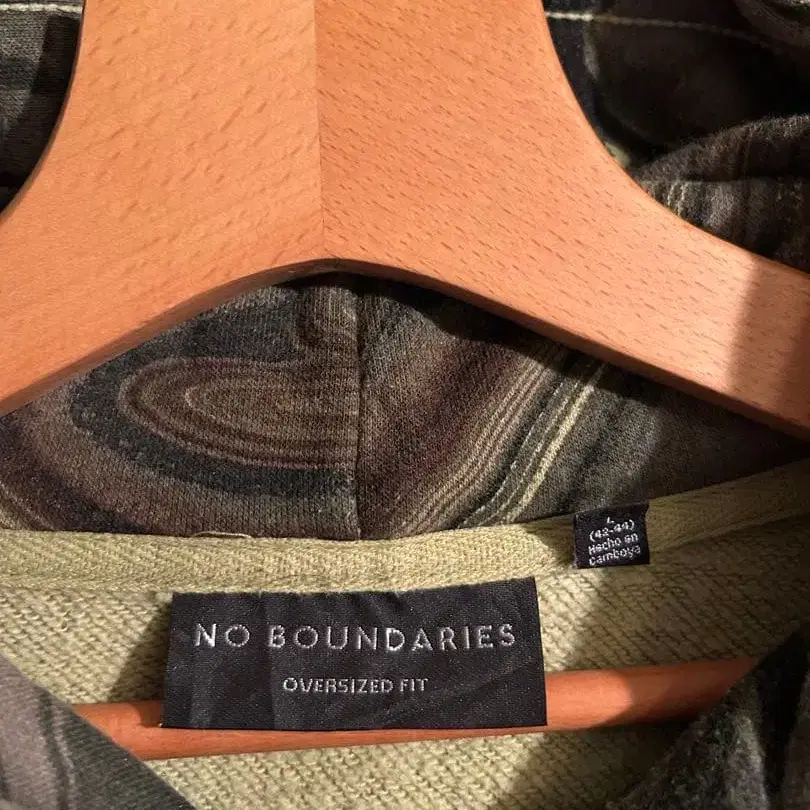 L
(42-44)
Hecho en
Camboya
NO BOUNDARIES
OVERSIZED FIT